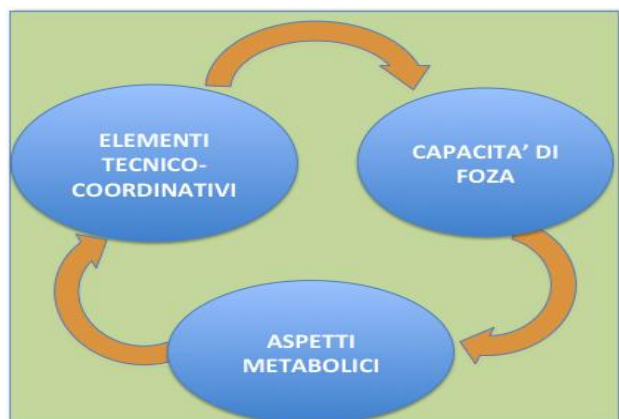 ELEMENTI
TECNICO-
COORDINATIVI
CAPACITA’ DI
FOZA
ASPETTI
METABOLICI